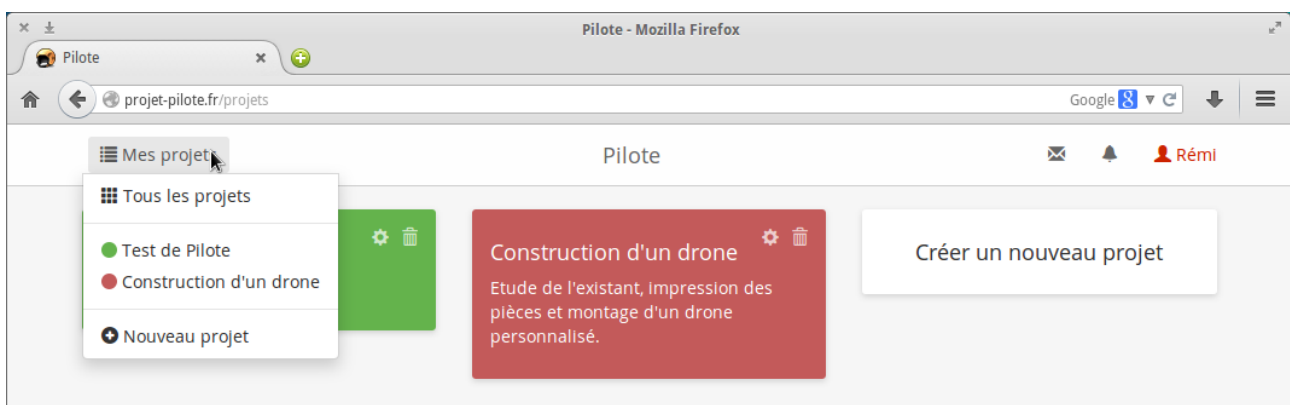 Pilote - Mozilla Firefox
Pilote
projet-pilote.fr/projets
Google 8
Mes projets
Pilote
Rémi
Tous les projets
Test de Pilote
Construction d'un drone
Nouveau projet
Construction d'un drone
Etude de l'existant, impression des
pièces et montage d'un drone
personnalisé.
Créer un nouveau projet